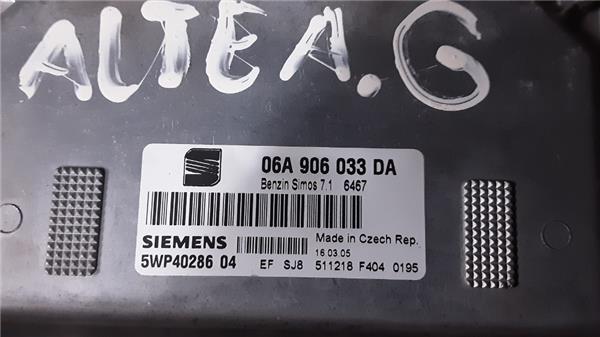 ALTEA.G
06A 906 033 DA
Benzin Simos 7.1 6467
SIEMENS
Made in Czech Rep.
16.03.05
5WP40286 04
EF SJ8 511218 F404 0195